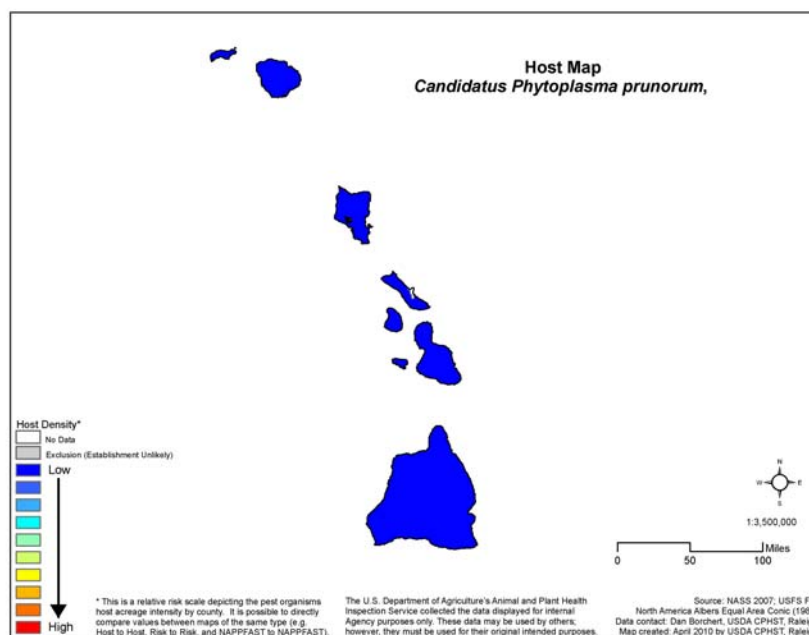 Host Map
Candidatus Phytoplasma prunorum,
Host Density*
No Data
Exclusion (Establishment Unlikely)
Low
High
N
W E
S
1:3,500,000
Miles
0 50 100
* This is a relative risk scale depicting the pest organisms
host acreage intensity by county. It is possible to directly
compare values between maps of the same type (e.g.
Host to Host, Risk to Risk, and NAPPFAST to NAPPFAST).
The U.S. Department of Agriculture's Animal and Plant Health
Inspection Service collected the data displayed for internal
Agency purposes only. These data may be used by others;
however, they must be used for their original intended purposes.
Source: NASS 2007; USFS F
North America Albers Equal Area Conic (198
Data contact: Dan Borchert, USDA CPHST, Rale
Map created: April 2010 by USDA CPHST, Rale